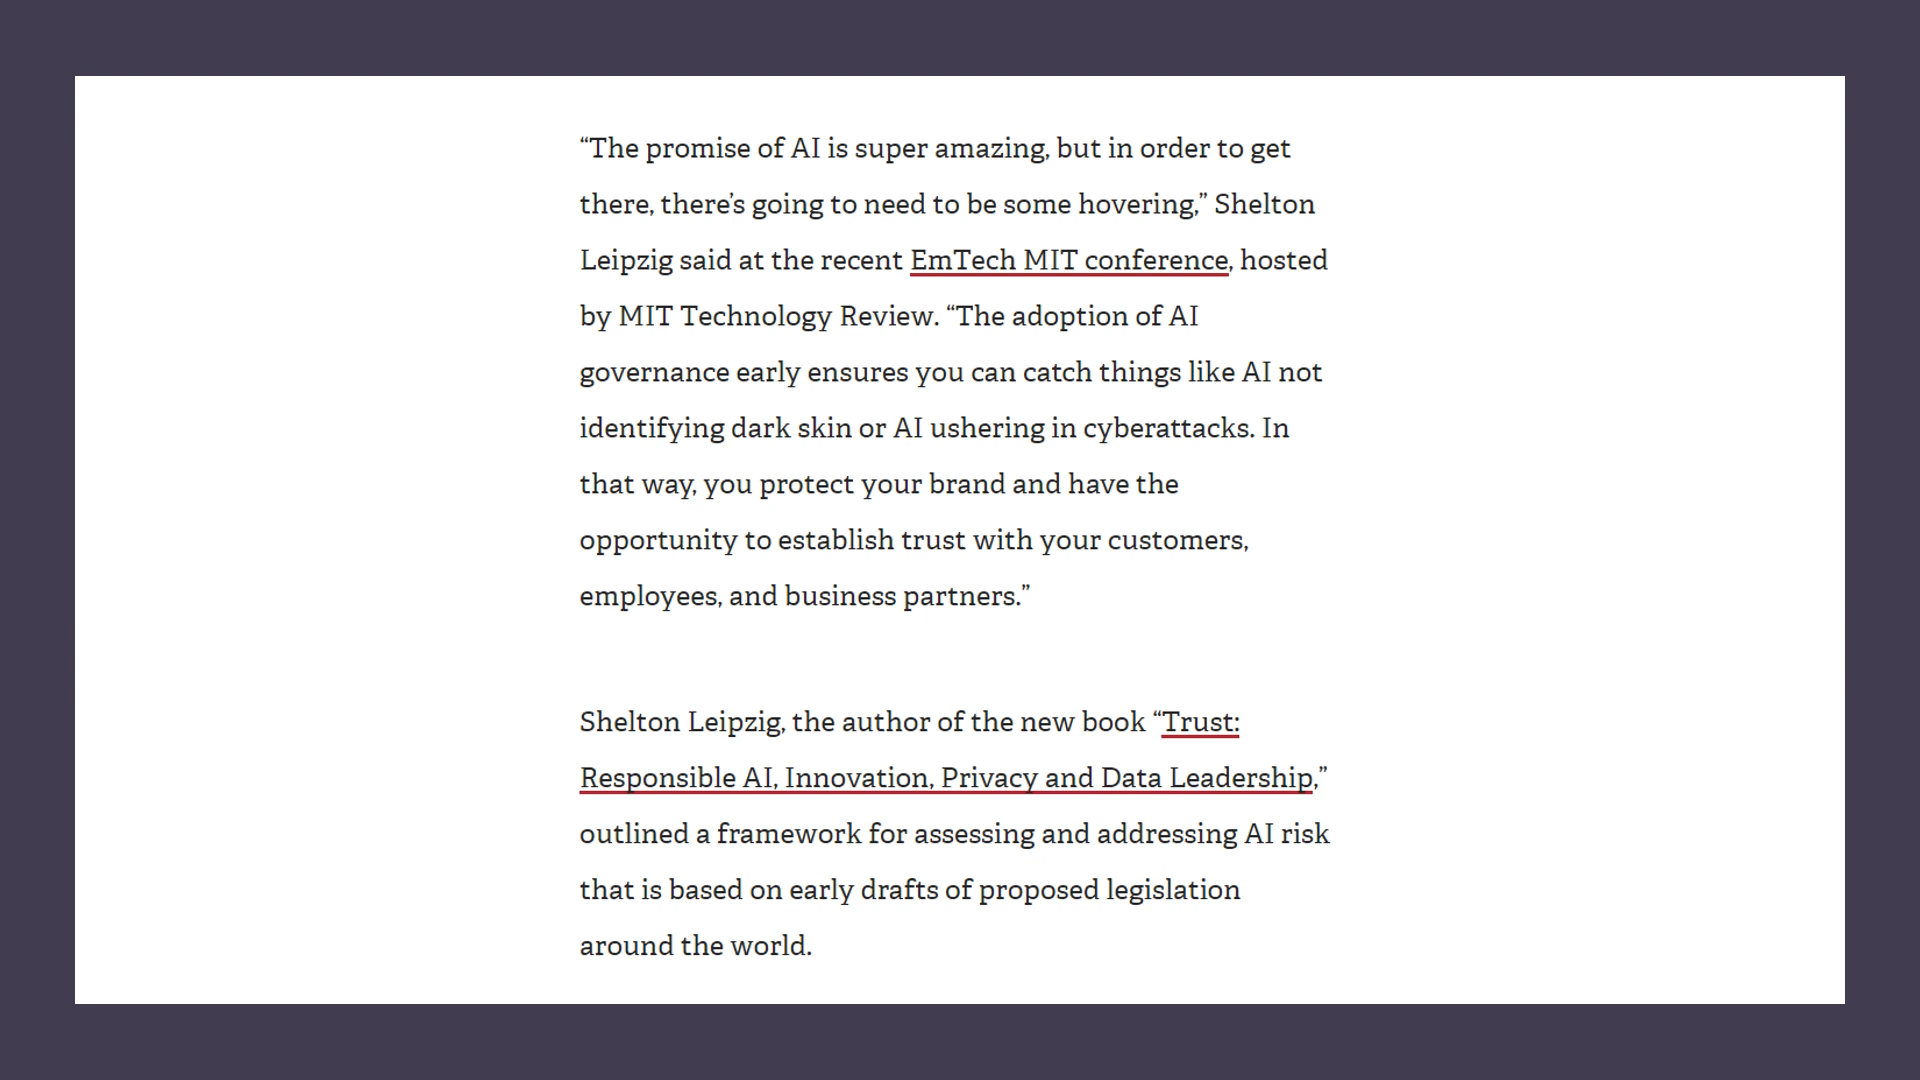 “The promise of AI is super amazing, but in order to get
there, there’s going to need to be some hovering,” Shelton
Leipzig said at the recent EmTech MIT conference, hosted
by MIT Technology Review. “The adoption of AI
governance early ensures you can catch things like AI not
identifying dark skin or AI ushering in cyberattacks. In
that way, you protect your brand and have the
opportunity to establish trust with your customers,
employees, and business partners.”
Shelton Leipzig, the author of the new book “Trust:
Responsible AI, Innovation, Privacy and Data Leadership,”
outlined a framework for assessing and addressing AI risk
that is based on early drafts of proposed legislation
around the world.